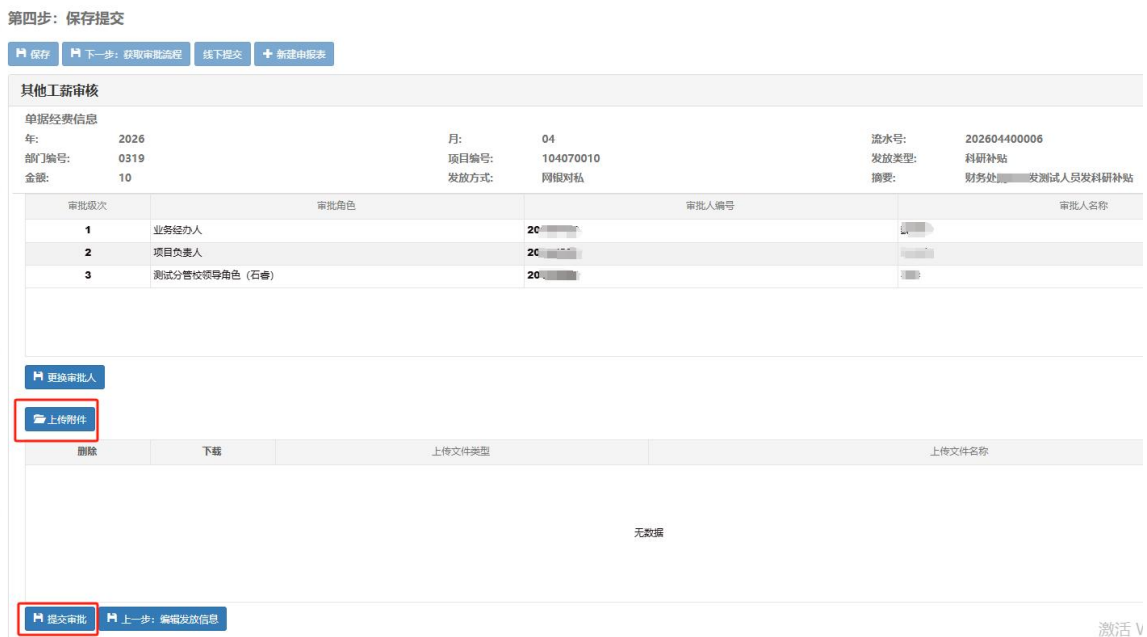 第四步：保存提交
保存 下一步：获取审批流程 线下提交 新建申报表
其他工薪审核
单据经费信息
年: 2026 月: 04 流水号: 202604400006
部门编号: 0319 项目编号: 104070010 发放类型: 科研补贴
金额: 10 发放方式: 网银对私 摘要: 财务处 发测试人员发科研补贴
审批级次 审批角色 审批人编号 审批人名称
1 业务经办人 20
2 项目负责人 20
3 测试分管校领导角色（石睿） 20
更换审批人
上传附件
删除 下载 上传文件类型 上传文件名称
无数据
提交审批 上一步：编辑发放信息
激活